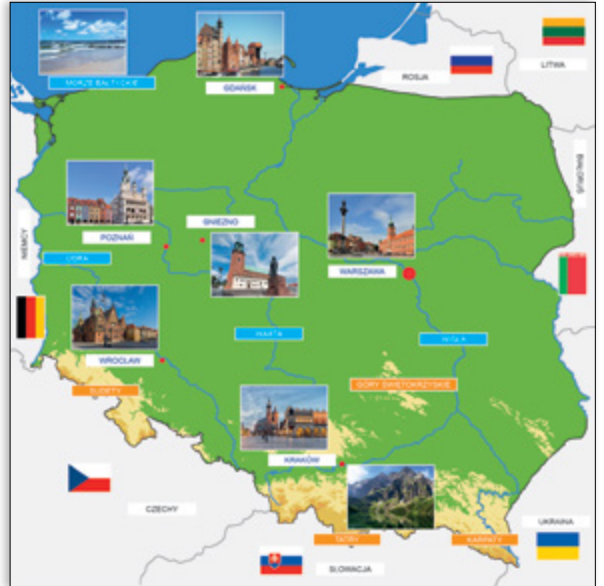 MORZE BAŁTYCKIE
GDAŃSK
ROSJA
LITWA
BIAŁORUŚ
NIEMCY
POZNAŃ
GNIEZNO
WARSZAWA
ODRA
WARTA
WISŁA
WROCŁAW
SUDETY
GÓRY ŚWIĘTOKRZYSKIE
KRAKÓW
CZECHY
TATRY
KARPATY
UKRAINA
SŁOWACJA